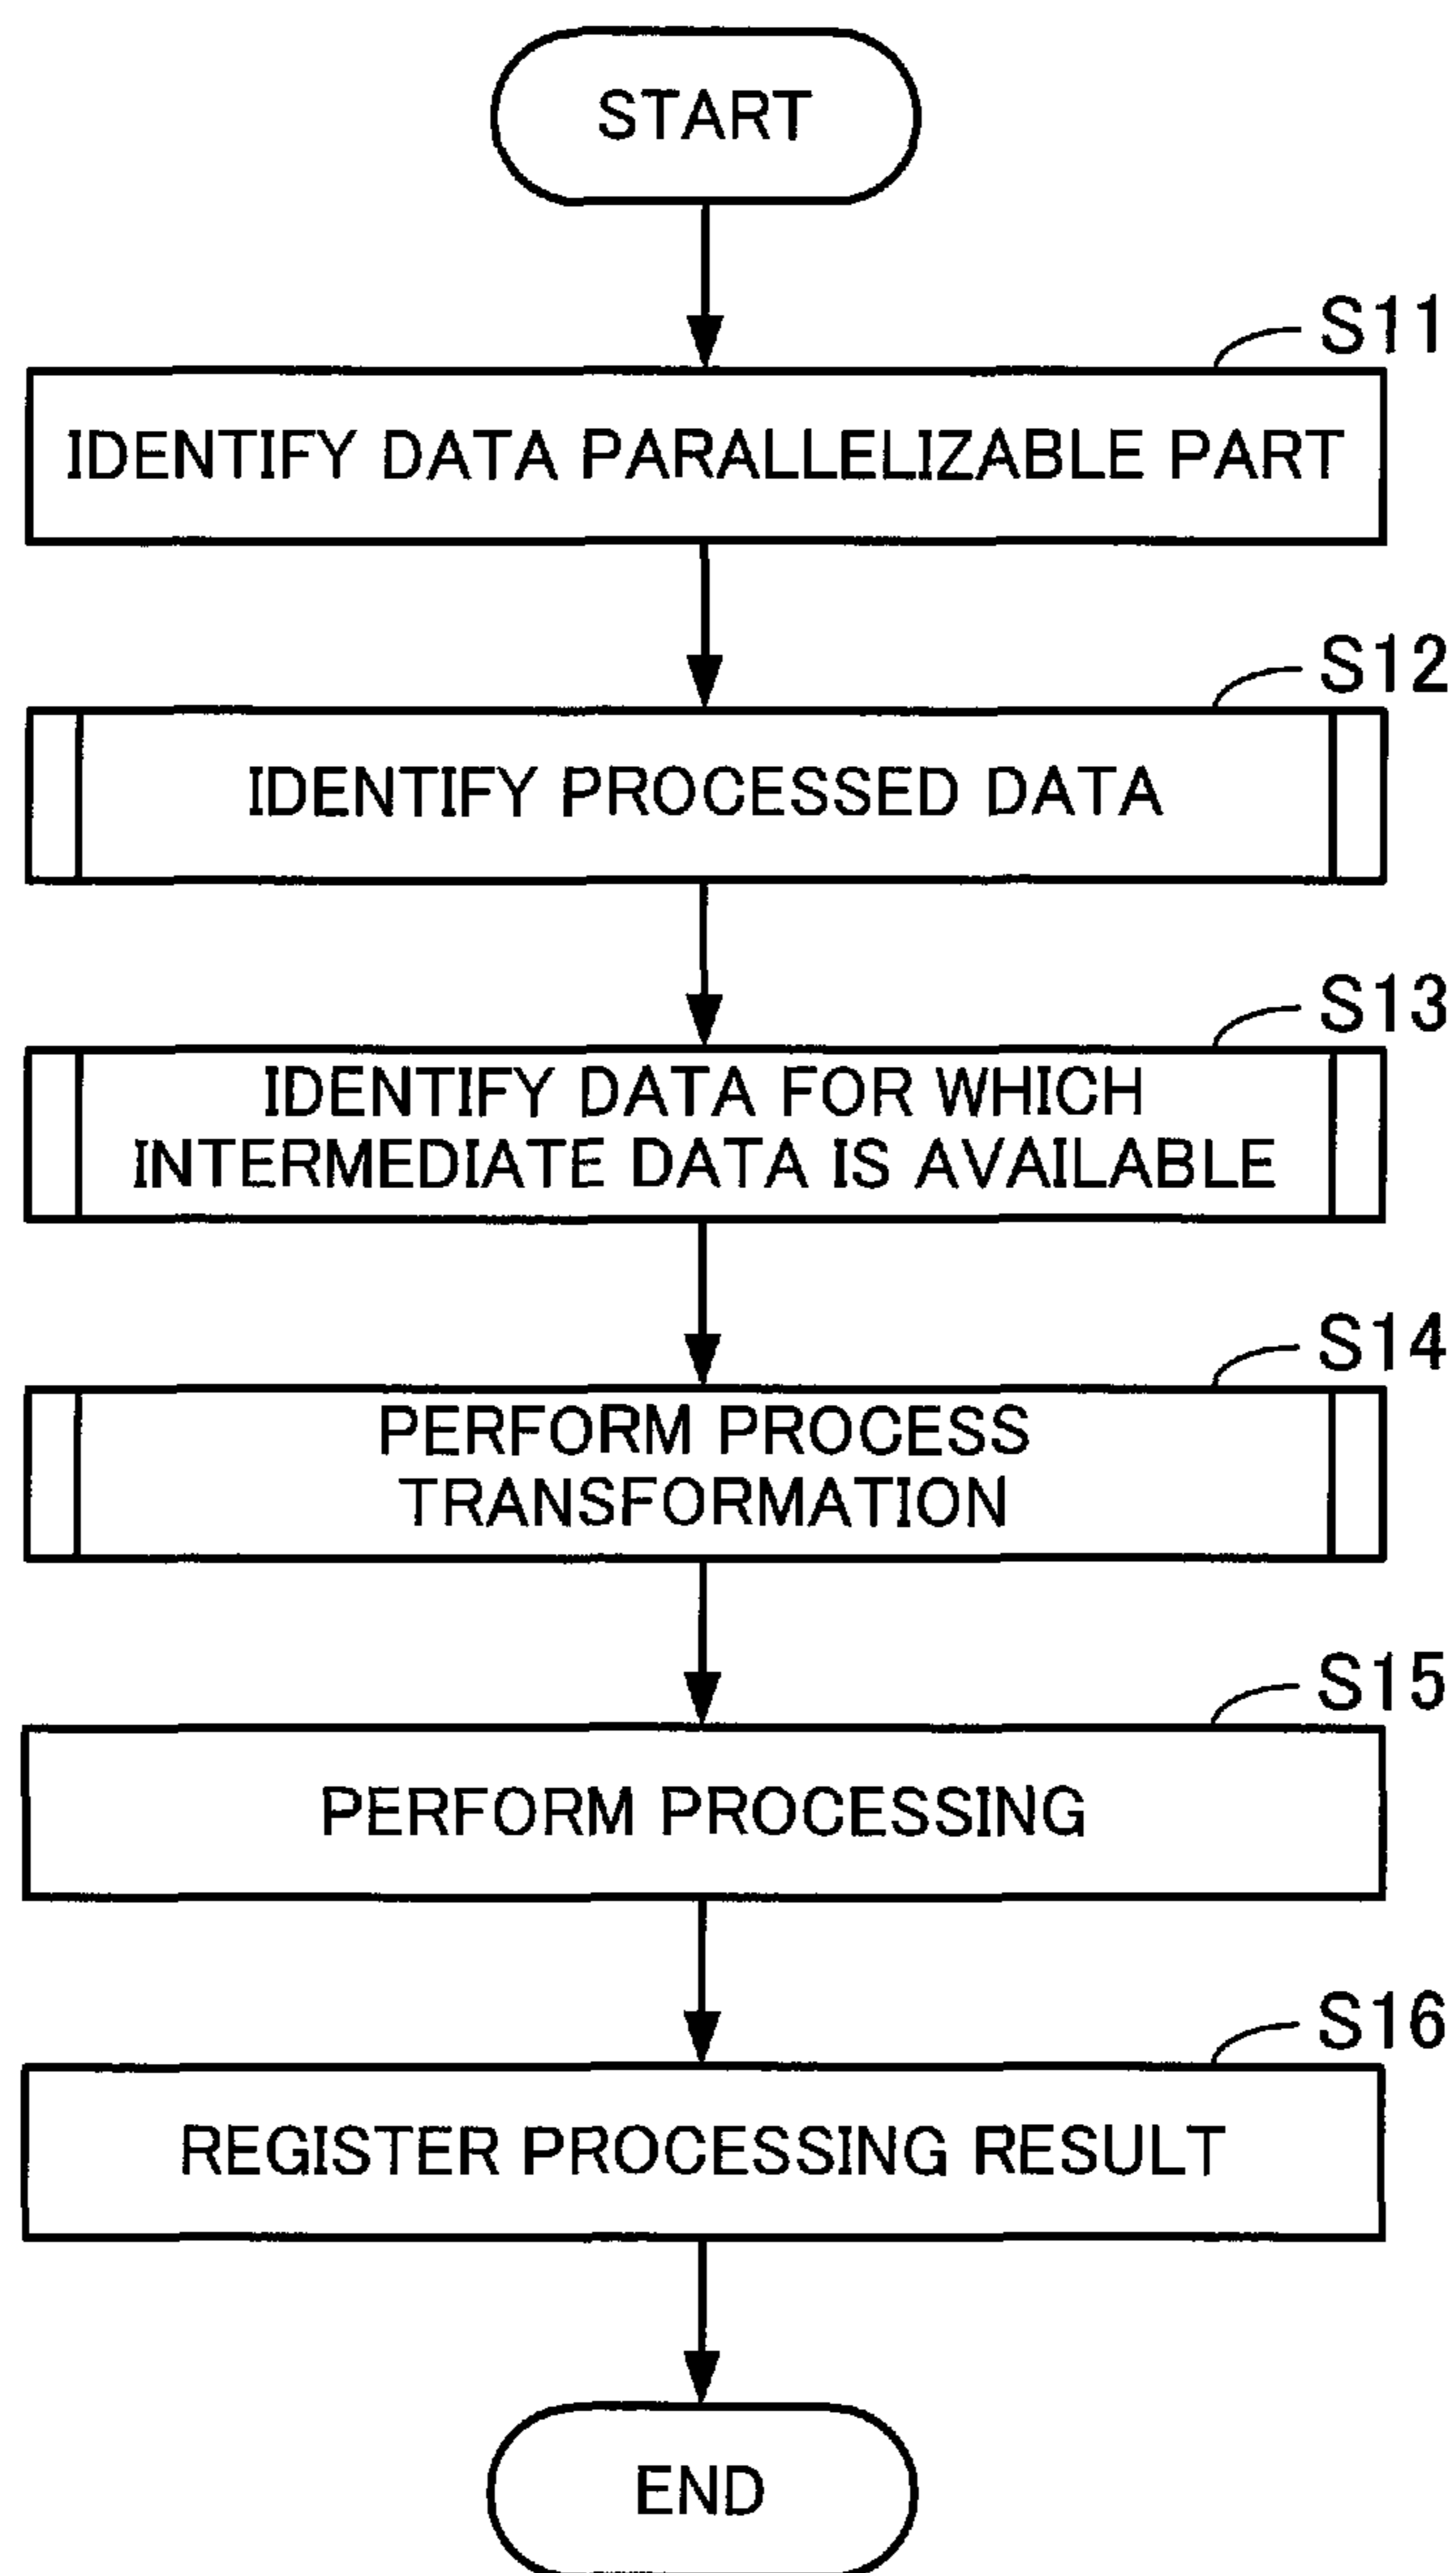 START
S11
IDENTIFY DATA PARALLELIZABLE PART
S12
IDENTIFY PROCESSED DATA
S13
IDENTIFY DATA FOR WHICH
INTERMEDIATE DATA IS AVAILABLE
S14
PERFORM PROCESS
TRANSFORMATION
S15
PERFORM PROCESSING
S16
REGISTER PROCESSING RESULT
END